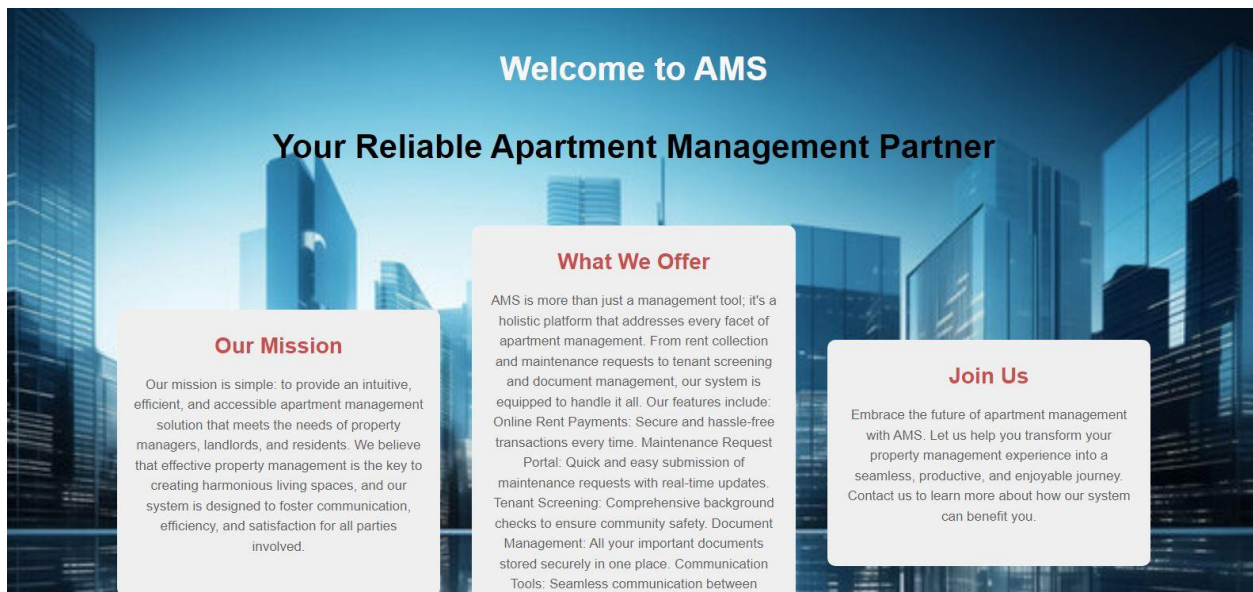 Welcome to AMS
Your Reliable Apartment Management Partner
Our Mission
Our mission is simple: to provide an intuitive,
efficient, and accessible apartment management
solution that meets the needs of property
managers, landlords, and residents. We believe
that effective property management is the key to
creating harmonious living spaces, and our
system is designed to foster communication,
efficiency, and satisfaction for all parties
involved.
What We Offer
AMS is more than just a management tool; it's a
holistic platform that addresses every facet of
apartment management. From rent collection
and maintenance requests to tenant screening
and document management, our system is
equipped to handle it all. Our features include:
Online Rent Payments: Secure and hassle-free
transactions every time. Maintenance Request
Portal: Quick and easy submission of
maintenance requests with real-time updates.
Tenant Screening: Comprehensive background
checks to ensure community safety. Document
Management: All your important documents
stored securely in one place. Communication
Tools: Seamless communication between
Join Us
Embrace the future of apartment management
with AMS. Let us help you transform your
property management experience into a
seamless, productive, and enjoyable journey.
Contact us to learn more about how our system
can benefit you.